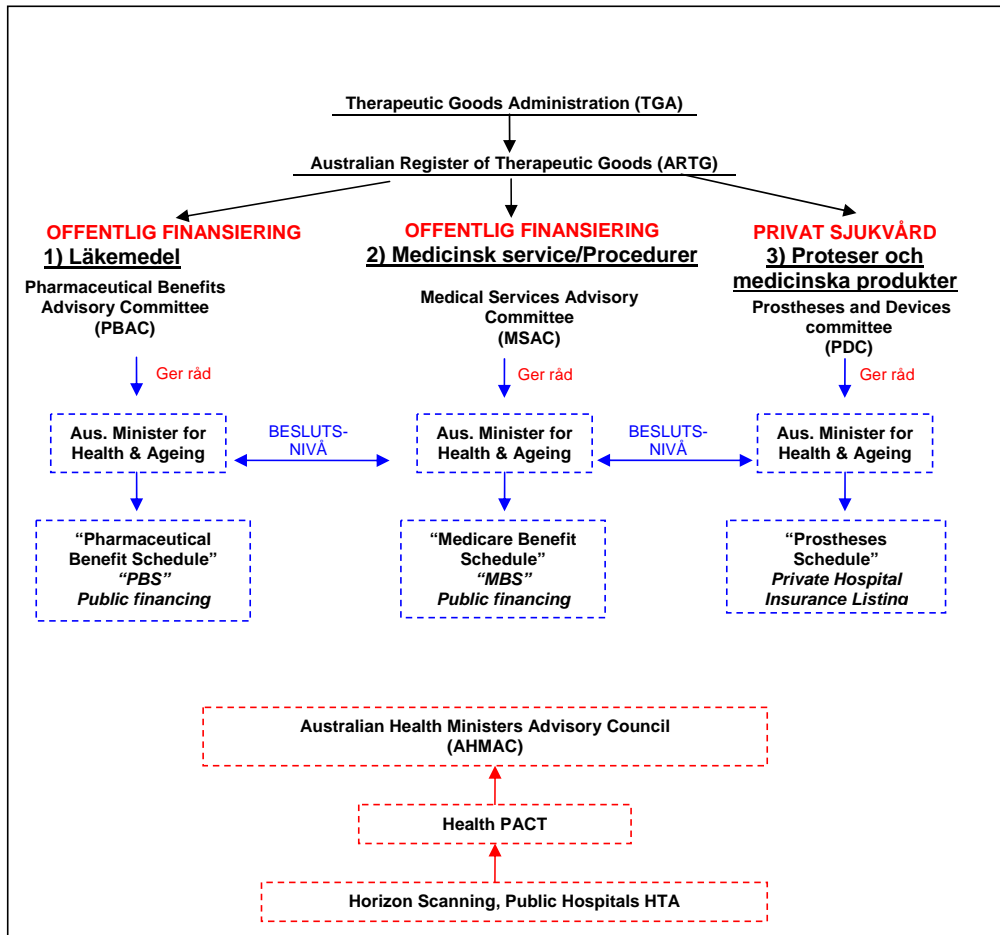 Therapeutic Goods Administration (TGA)
Australian Register of Therapeutic Goods (ARTG)
OFFENTLIG FINANSIERING
1) Läkemedel
Pharmaceutical Benefits
Advisory Committee
(PBAC)
OFFENTLIG FINANSIERING
2) Medicinsk service/Procedurer
Medical Services Advisory
Committee
(MSAC)
PRIVAT SJUKVÅRD
3) Proteser och
medicinska produkter
Prostheses and Devices
committee
(PDC)
Ger råd
Ger råd
Ger råd
Aus. Minister for
Health & Ageing
BESLUTS-
NIVÅ
Aus. Minister for
Health & Ageing
BESLUTS-
NIVÅ
Aus. Minister for
Health & Ageing
“Pharmaceutical
Benefit Schedule”
“PBS”
Public financing
“Medicare Benefit
Schedule”
“MBS”
Public financing
“Prostheses
Schedule”
Private Hospital
Insurance Listing
Australian Health Ministers Advisory Council
(AHMAC)
Health PACT
Horizon Scanning, Public Hospitals HTA